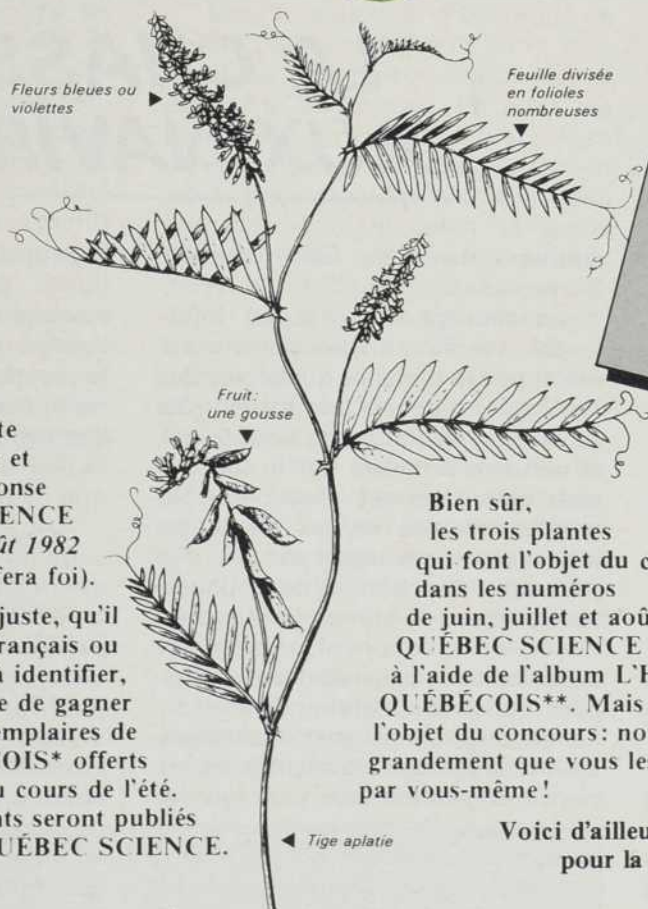 Fleurs bleues ou
violettes
Feuille divisée
en folioles
nombreuses
Fruit:
une gousse
Tige aplatie
te
et
onse
ENCE
ût 1982
fera foi).
juste, qu'il
rançais ou
à identifier,
e de gagner
emplaires de
COIS* offerts
u cours de l'été.
nts seront publiés
UÉBEC SCIENCE.
Bien sûr,
les trois plantes
qui font l'objet du c
dans les numéros
de juin, juillet et aoû
QUÉBEC SCIENCE
à l'aide de l'album L'H
QUÉBÉCOIS**. Mais
l'objet du concours: no
grandement que vous les
par vous-même!
Voici d'ailleu
pour la